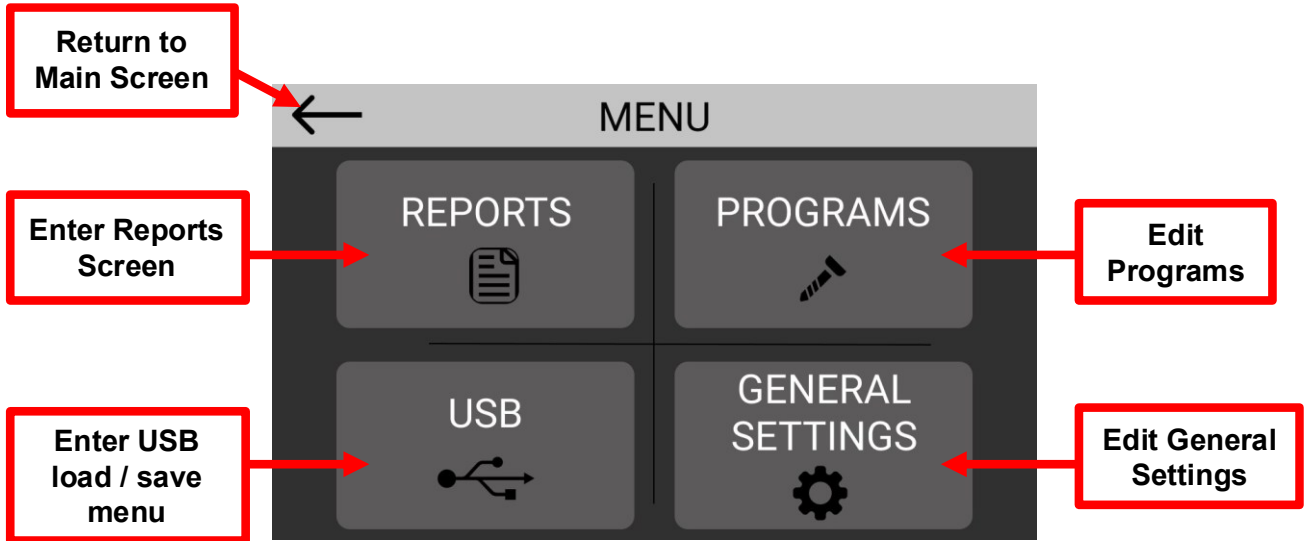 Return to
Main Screen
MENU
Enter Reports
Screen
REPORTS
PROGRAMS
Edit
Programs
Enter USB
load / save
menu
USB
GENERAL
SETTINGS
Edit General
Settings